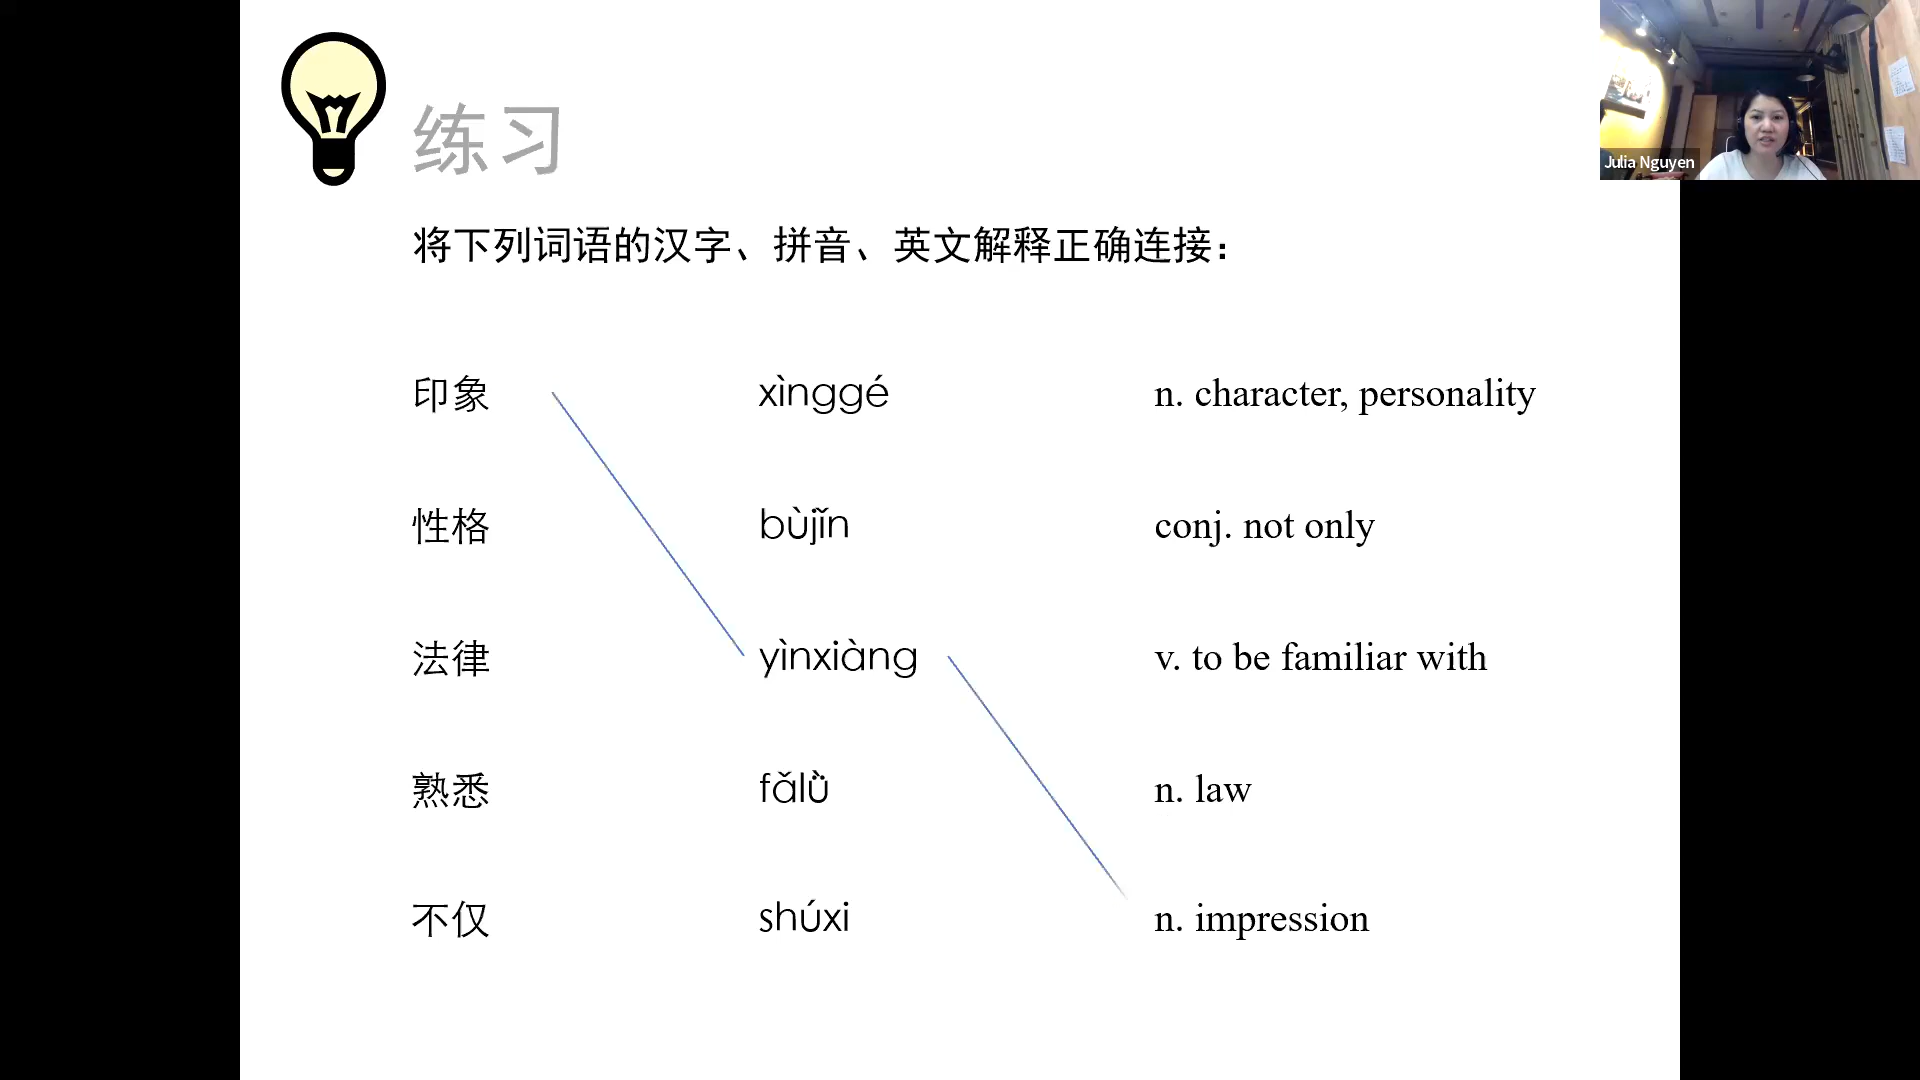 练习
Julia Nguyen
将下列词语的汉字、拼音、英文解释正确连接：
印象 xìnggé n. character, personality
性格 bùjǐn conj. not only
法律 yìnxiàng v. to be familiar with
熟悉 fǎlǜ n. law
不仅 shúxi n. impression